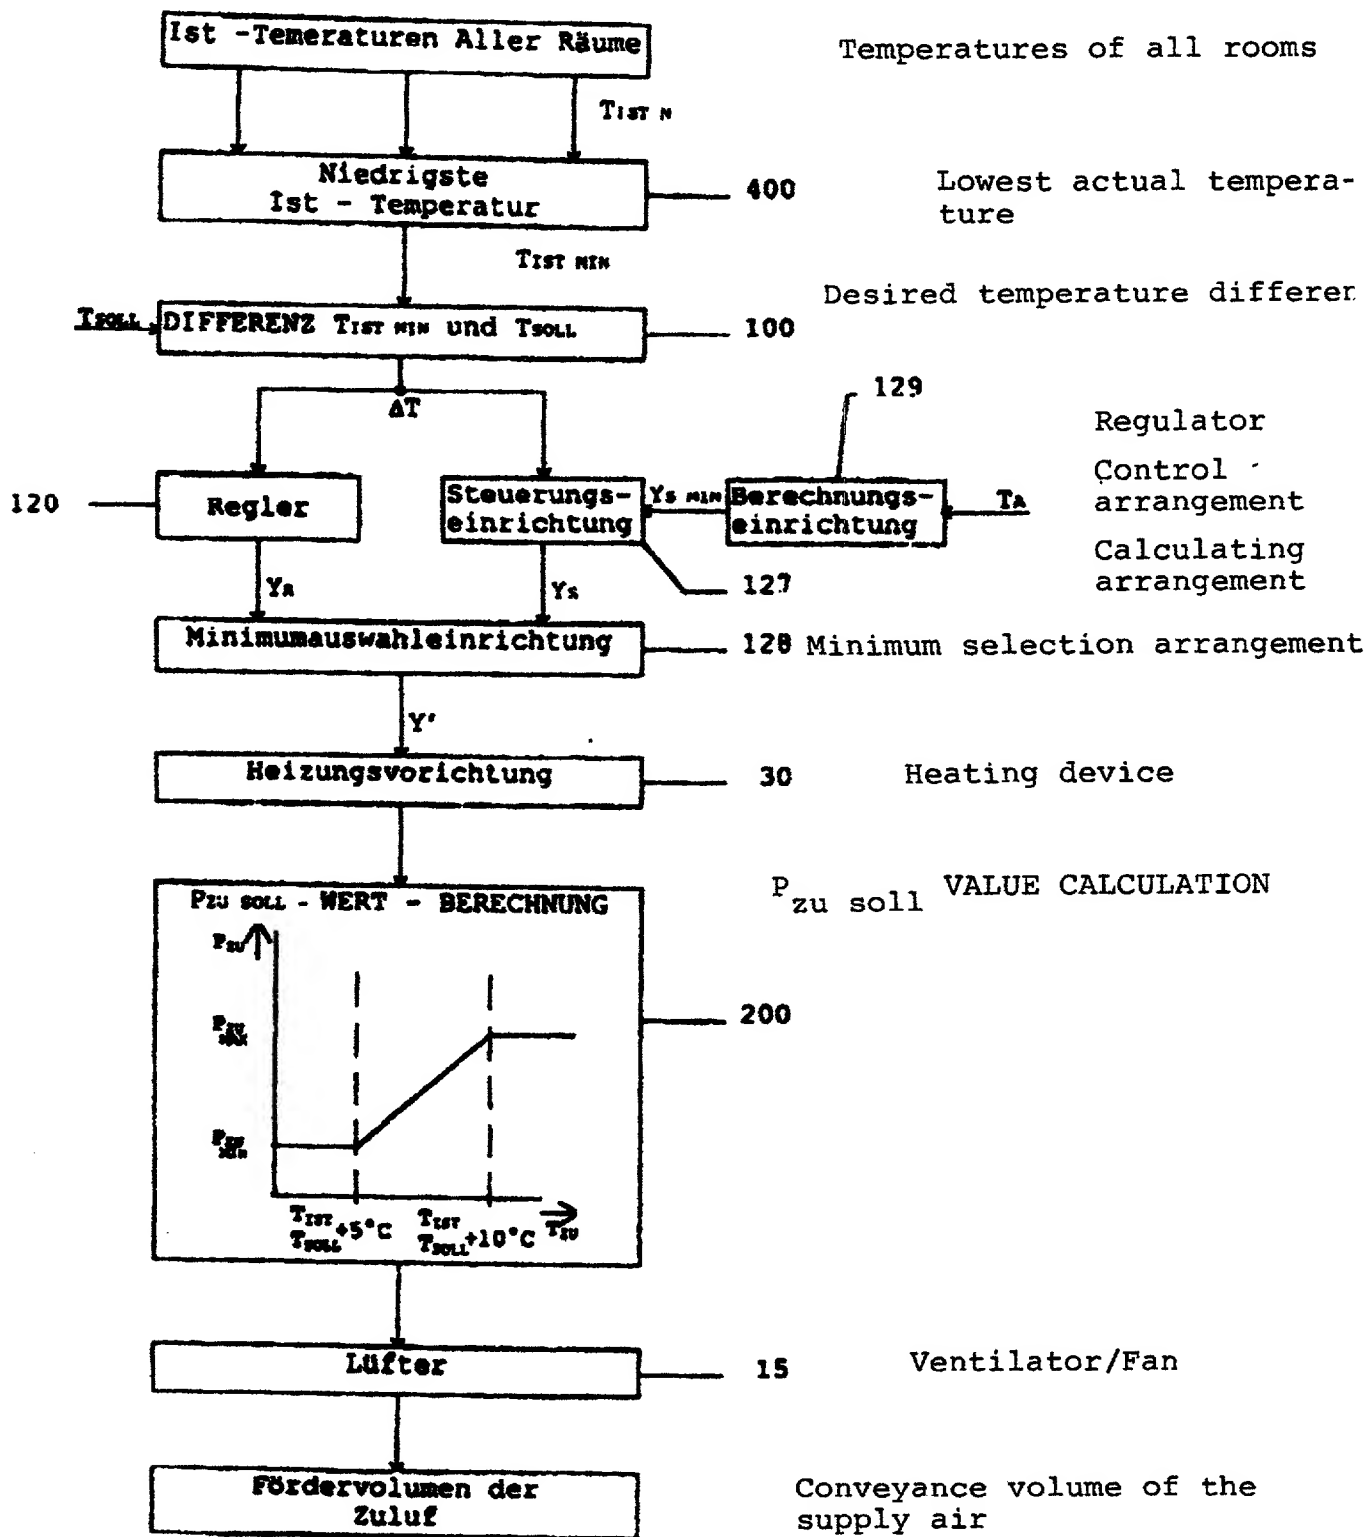 Ist -Temeraturen Aller Räume
Temperatures of all rooms
TIST N
Niedrigste
Ist - Temperatur
400
Lowest actual tempera-
ture
TIST MIN
Desired temperature differen
TSOLL
DIFFERENZ TIST MIN und TSOLL
100
ΔT
129
Regulator
120
Regler
Steuerungs-
einrichtung
YS MIN
Berechnungs-
einrichtung
TA
Control
arrangement
Calculating
arrangement
YR
YS
127
Minimumauswahleinrichtung
128
Minimum selection arrangement
Y'
Heizungsvorichtung
30
Heating device
PZU SOLL - WERT - BERECHNUNG
Pzu soll VALUE CALCULATION
PZU
PZU
MAX
200
PZU
MIN
TIST
TSOLL +5°C
TIST
TSOLL +10°C
TZU
Lüfter
15
Ventilator/Fan
Fördervolumen der
Zuluf
Conveyance volume of the
supply air